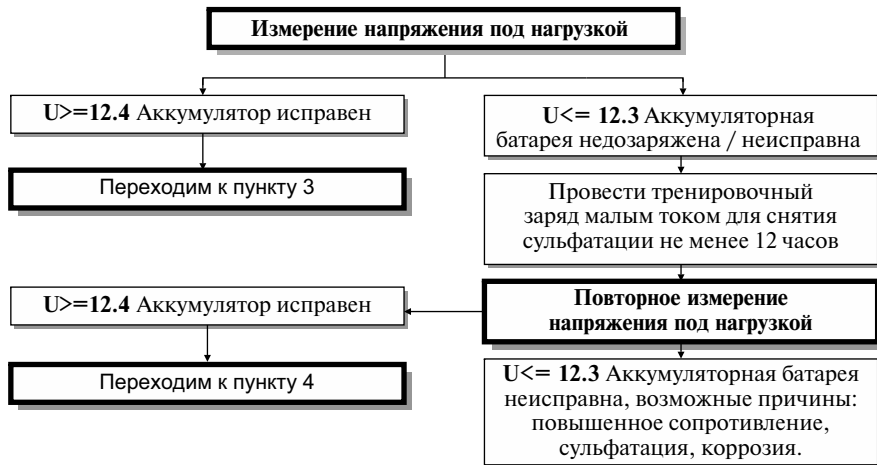 Измерение напряжения под нагрузкой
U>=12.4 Аккумулятор исправен
Переходим к пункту 3
U<= 12.3 Аккумуляторная
батарея недозаряжена / неисправна
Провести тренировочный
заряд малым током для снятия
сульфатации не менее 12 часов
Повторное измерение
напряжения под нагрузкой
U>=12.4 Аккумулятор исправен
Переходим к пункту 4
U<= 12.3 Аккумуляторная батарея
неисправна, возможные причины:
повышенное сопротивление,
сульфатация, коррозия.